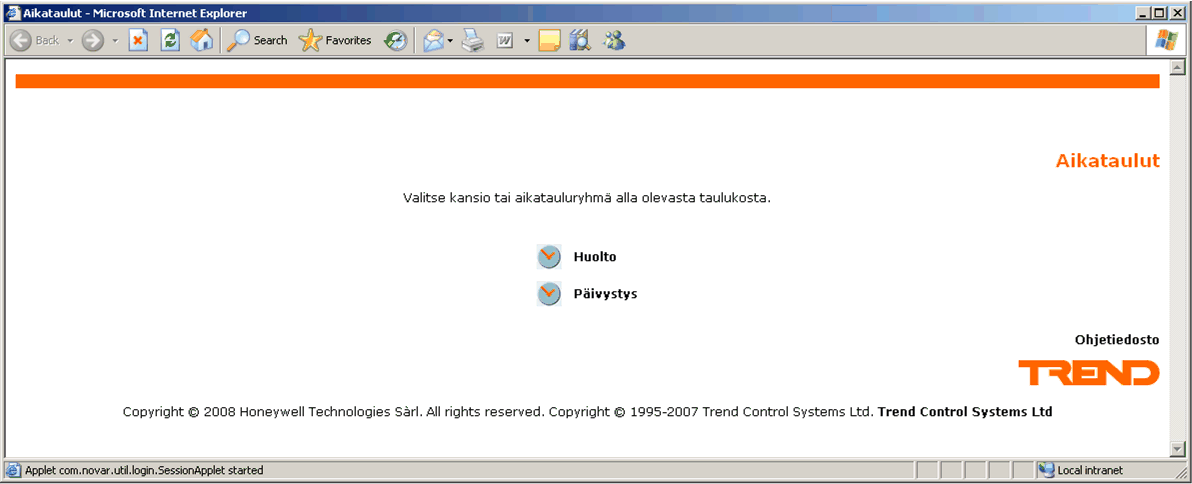 Aikataulut - Microsoft Internet Explorer
Back Search Favorites
Aikataulut
Valitse kansio tai aikatauluryhmä alla olevasta taulukosta.
Huolto
Päivystys
Ohjetiedosto
TREND
Copyright © 2008 Honeywell Technologies Sàrl. All rights reserved. Copyright © 1995-2007 Trend Control Systems Ltd. Trend Control Systems Ltd
Applet com.novar.util.login.SessionApplet started Local intranet